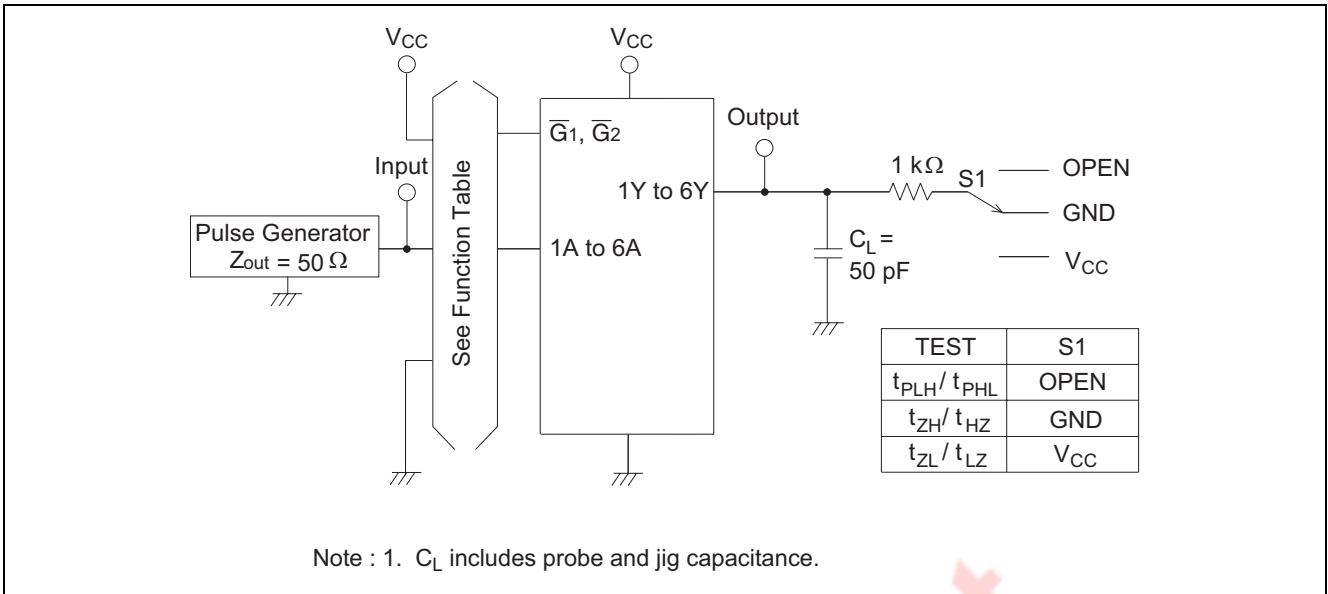 VCC
VCC
Output
Input
G̅1, G̅2
1 kΩ
S1
OPEN
GND
VCC
1Y to 6Y
Pulse Generator
Zout = 50 Ω
See Function Table
1A to 6A
CL =
50 pF
TEST S1
tPLH / tPHL OPEN
tZH / tHZ GND
tZL / tLZ VCC
Note : 1. CL includes probe and jig capacitance.